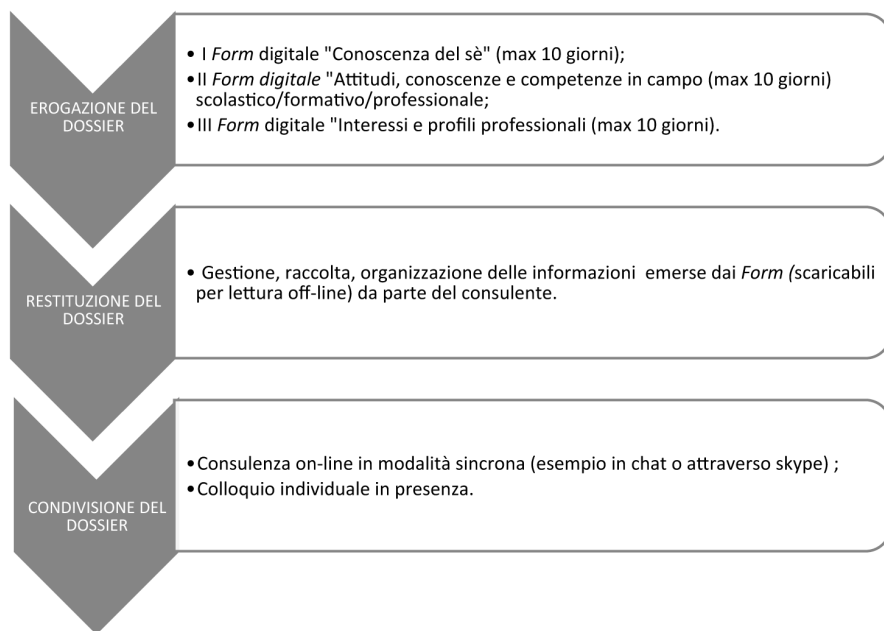 EROGAZIONE DEL
DOSSIER
• I Form digitale "Conoscenza del sè" (max 10 giorni);
•II Form digitale "Attitudi, conoscenze e competenze in campo (max 10 giorni)
scolastico/formativo/professionale;
•III Form digitale "Interessi e profili professionali (max 10 giorni).
RESTITUZIONE DEL
DOSSIER
• Gestione, raccolta, organizzazione delle informazioni emerse dai Form (scaricabili
per lettura off-line) da parte del consulente.
CONDIVISIONE DEL
DOSSIER
•Consulenza on-line in modalità sincrona (esempio in chat o attraverso skype) ;
•Colloquio individuale in presenza.